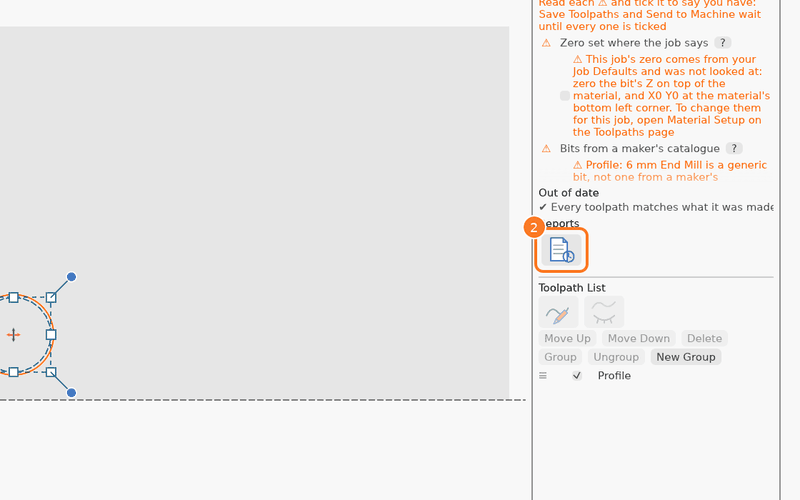 Read each ⚠ and tick it to say you have:
Save Toolpaths and Send to Machine wait
until every one is ticked
⚠ Zero set where the job says ?
⚠ This job's zero comes from your
Job Defaults and was not looked at:
zero the bit's Z on top of the
material, and X0 Y0 at the material's
bottom left corner. To change them
for this job, open Material Setup on
the Toolpaths page
⚠ Bits from a maker's catalogue ?
⚠ Profile: 6 mm End Mill is a generic
bit, not one from a maker's
Out of date
✔ Every toolpath matches what it was made
2
eports
Toolpath List
Move Up Move Down Delete
Group Ungroup New Group
Profile